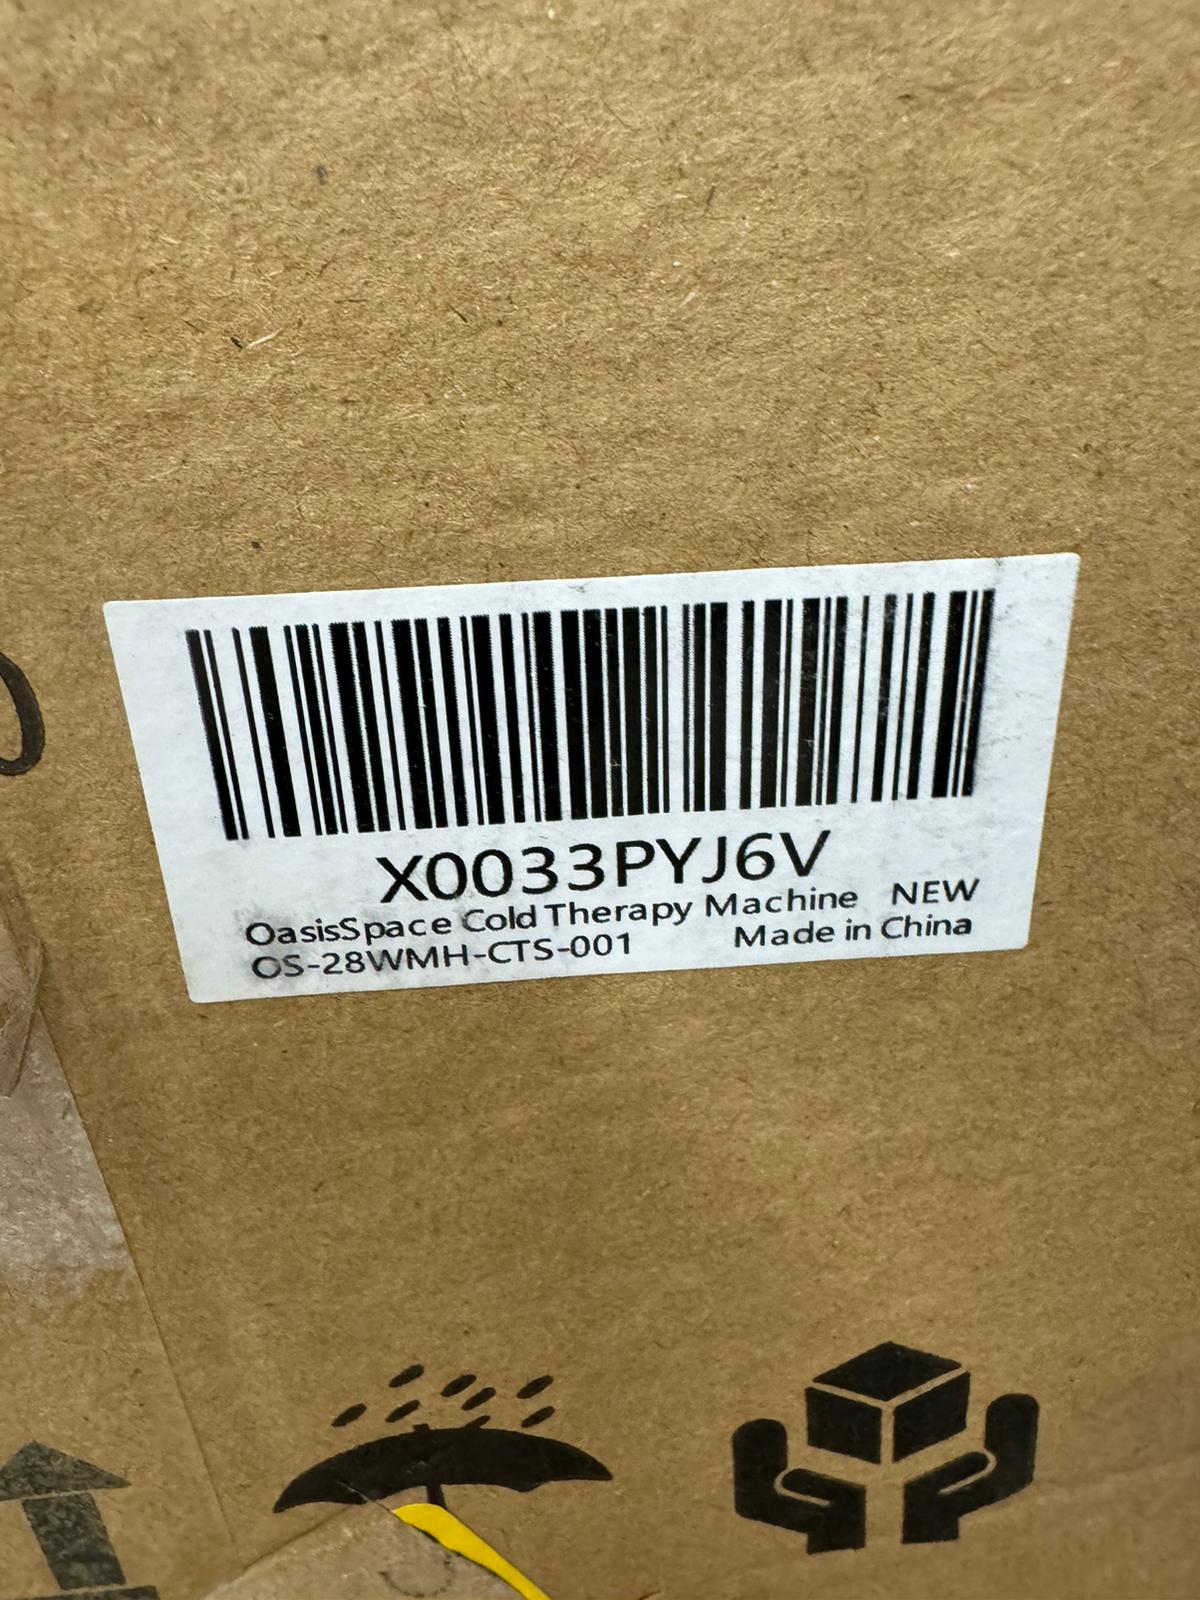 X0033PYJ6V
OasisSpace Cold Therapy Machine NEW
OS-28WMH-CTS-001 Made in China